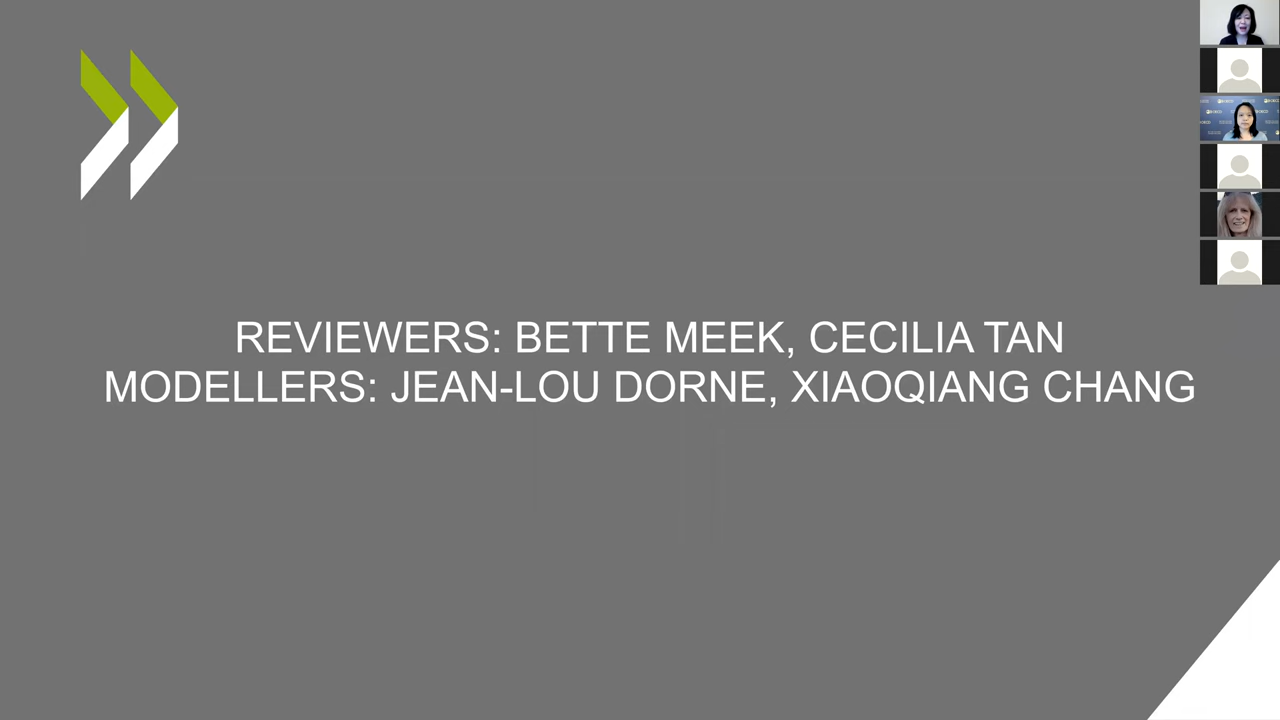 REVIEWERS: BETTE MEEK, CECILIA TAN
MODELLERS: JEAN-LOU DORNE, XIAOQIANG CHANG